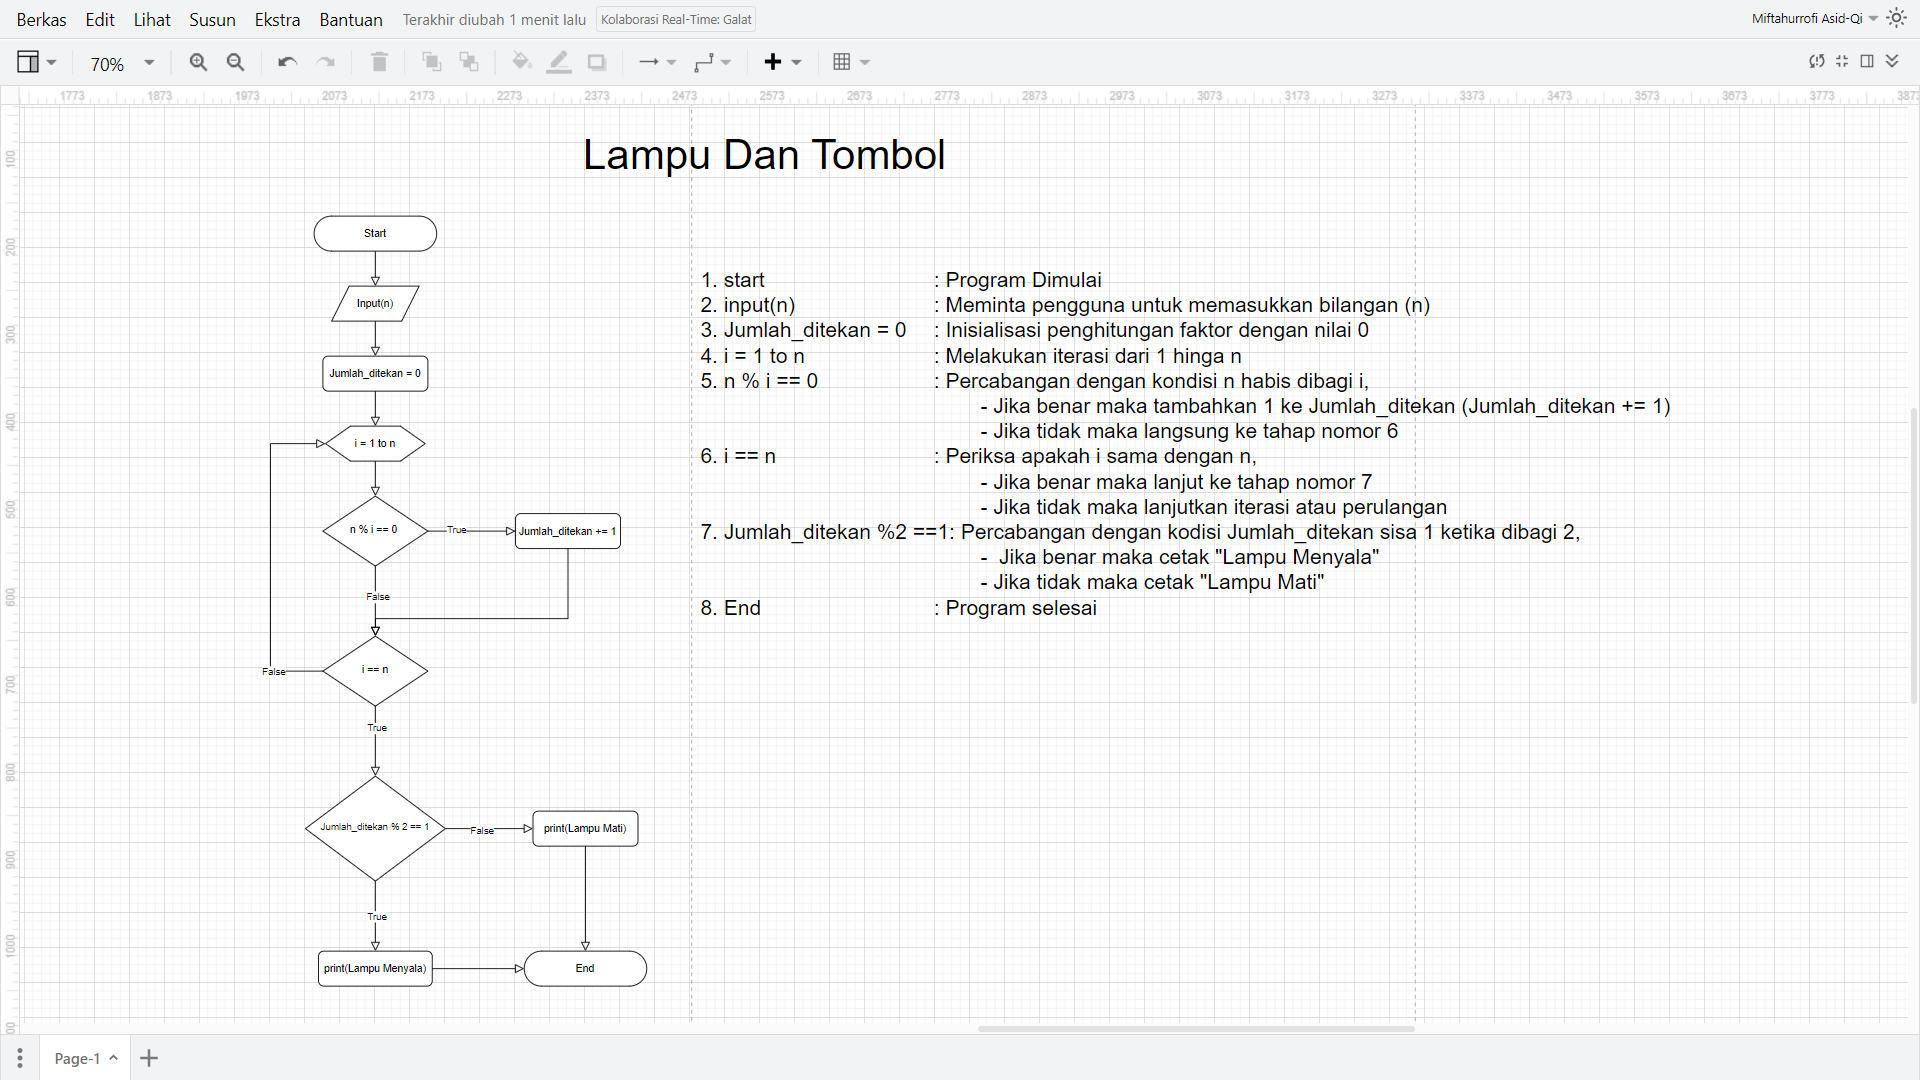 Berkas Edit Lihat Susun Ekstra Bantuan Terakhir diubah 1 menit lalu Kolaborasi Real-Time: Galat Miftahurrofi Asid-Qi
70%
1773 1873 1973 2073 2173 2273 2373 2473 2573 2673 2773 2873 2973 3073 3173 3273 3373 3473 3573 3673 3773 3873
100
200
300
400
500
600
700
800
900
1000
Lampu Dan Tombol
Start
Input(n)
Jumlah_ditekan = 0
i = 1 to n
n % i == 0
True
Jumlah_ditekan += 1
False
i == n
False
True
Jumlah_ditekan % 2 == 1
False
print(Lampu Mati)
True
print(Lampu Menyala)
End
1. start : Program Dimulai
2. input(n) : Meminta pengguna untuk memasukkan bilangan (n)
3. Jumlah_ditekan = 0 : Inisialisasi penghitungan faktor dengan nilai 0
4. i = 1 to n : Melakukan iterasi dari 1 hinga n
5. n % i == 0 : Percabangan dengan kondisi n habis dibagi i,
- Jika benar maka tambahkan 1 ke Jumlah_ditekan (Jumlah_ditekan += 1)
- Jika tidak maka langsung ke tahap nomor 6
6. i == n : Periksa apakah i sama dengan n,
- Jika benar maka lanjut ke tahap nomor 7
- Jika tidak maka lanjutkan iterasi atau perulangan
7. Jumlah_ditekan %2 ==1: Percabangan dengan kodisi Jumlah_ditekan sisa 1 ketika dibagi 2,
- Jika benar maka cetak "Lampu Menyala"
- Jika tidak maka cetak "Lampu Mati"
8. End : Program selesai
Page-1